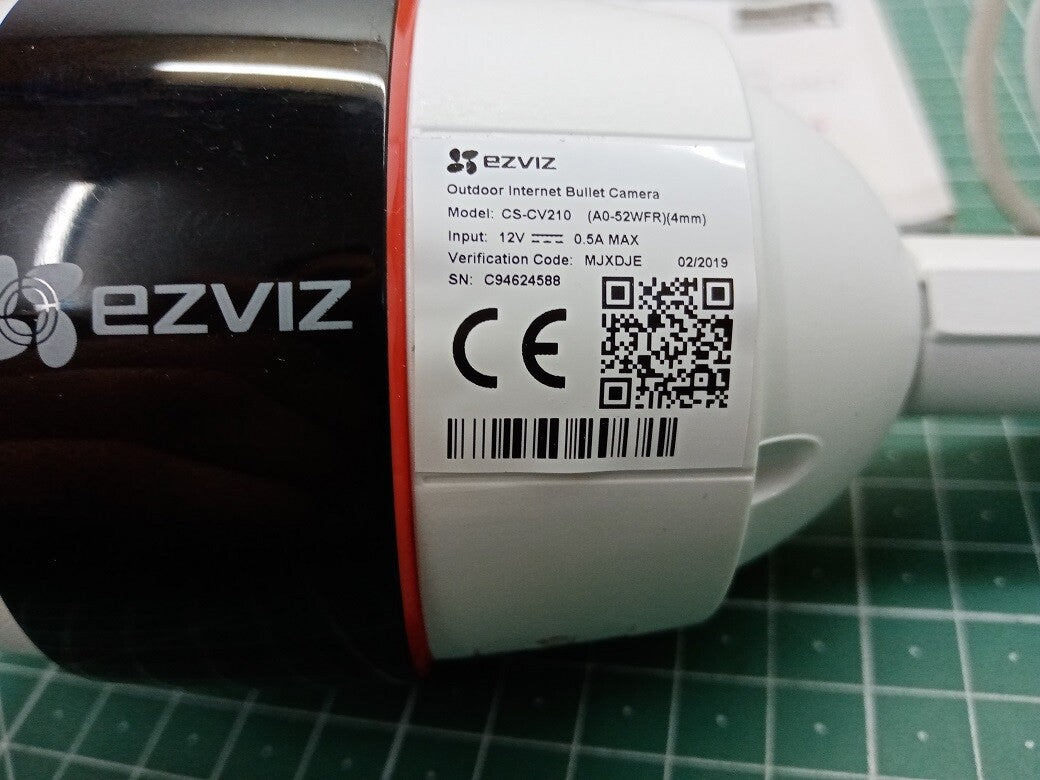 ezviz
ezviz
Outdoor Internet Bullet Camera
Model: CS-CV210 (A0-52WFR)(4mm)
Input: 12V 0.5A MAX
Verification Code: MJXDJE 02/2019
SN: C94624588
CE